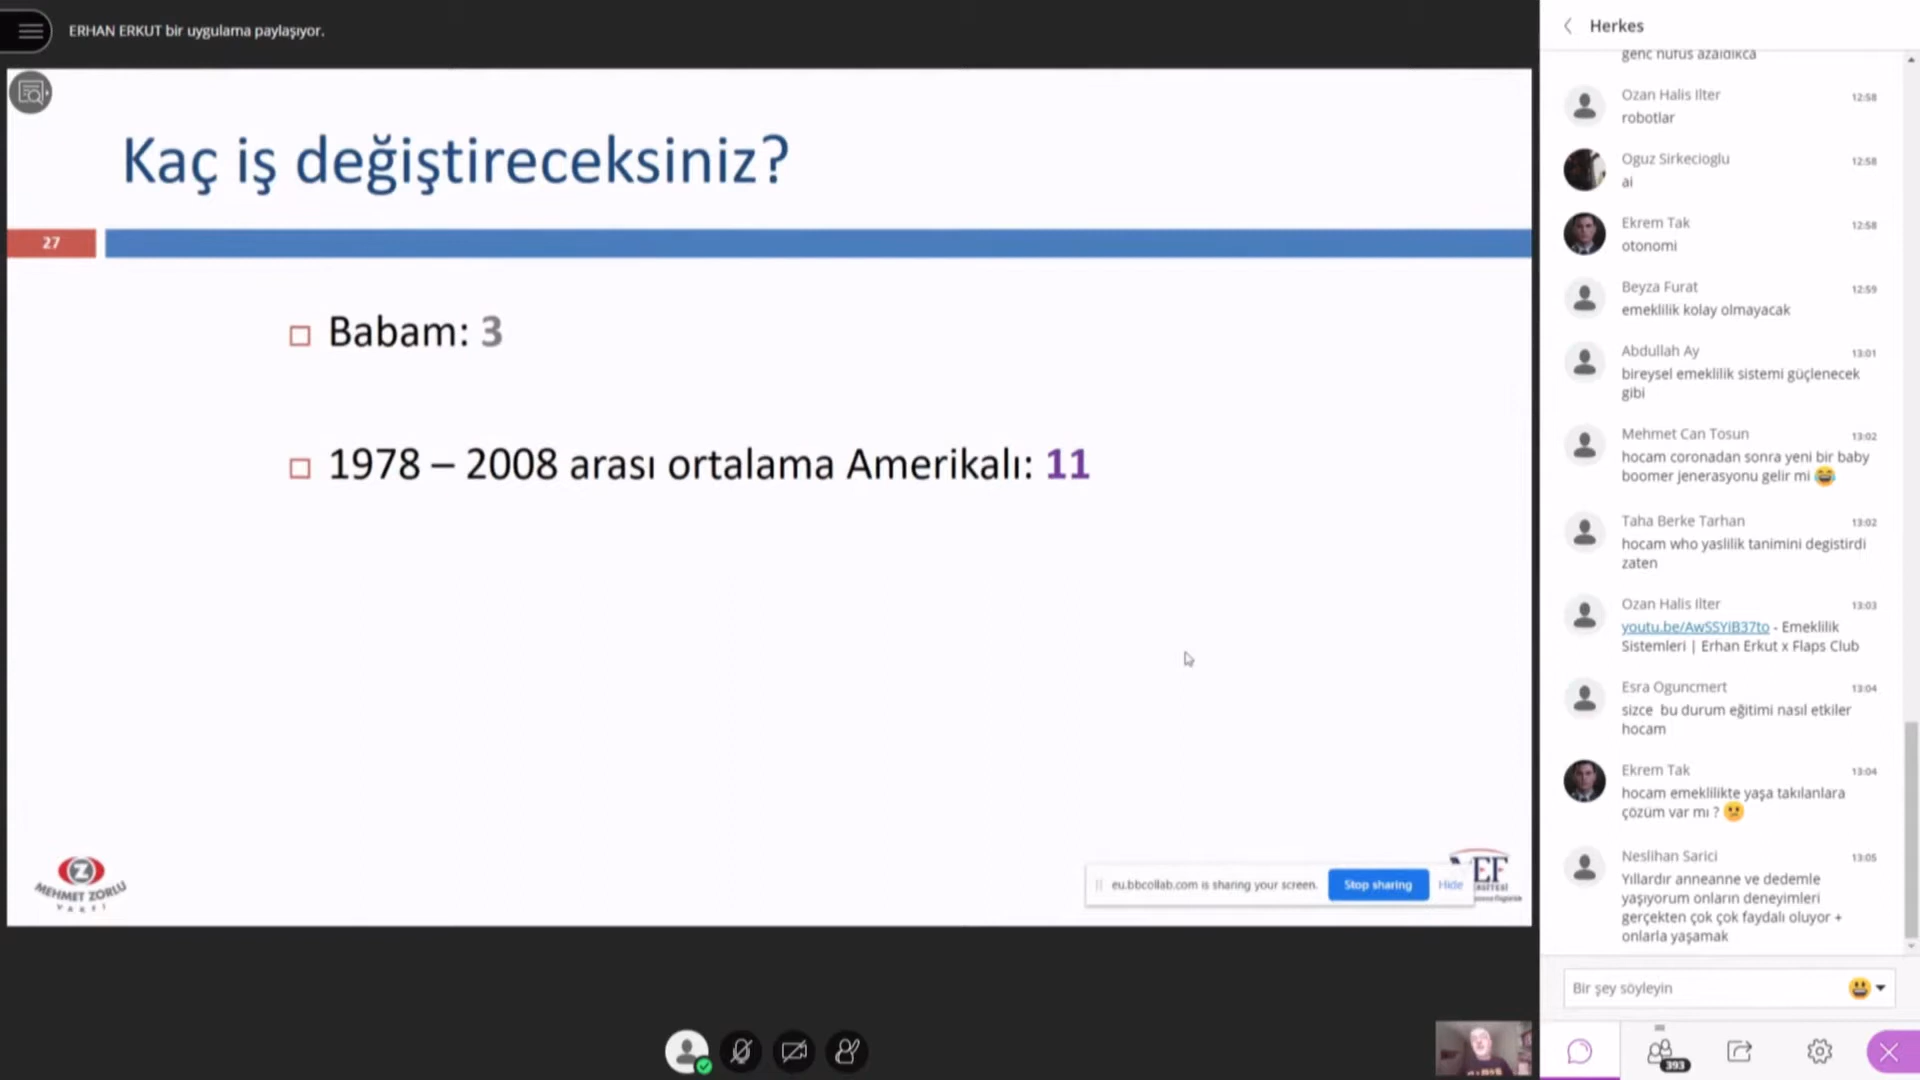 ERHAN ERKUT bir uygulama paylaşıyor.
Kaç iş değiştireceksiniz?
27
Babam: 3
1978 – 2008 arası ortalama Amerikalı: 11
MEHMET ZORLU
VAKFI
eu.bbcollab.com is sharing your screen.
Stop sharing
Hide
Herkes
genc nufus azaldikca
Ozan Halis Ilter 12:58
robotlar
Oguz Sirkecioglu 12:58
ai
Ekrem Tak 12:58
otonomi
Beyza Furat 12:59
emeklilik kolay olmayacak
Abdullah Ay 13:01
bireysel emeklilik sistemi güçlenecek
gibi
Mehmet Can Tosun 13:02
hocam coronadan sonra yeni bir baby
boomer jenerasyonu gelir mi 😂
Taha Berke Tarhan 13:02
hocam who yaslilik tanimini degistirdi
zaten
Ozan Halis Ilter 13:03
youtu.be/AwSSYiB37to - Emeklilik
Sistemleri | Erhan Erkut x Flaps Club
Esra Oguncmert 13:04
sizce bu durum eğitimi nasıl etkiler
hocam
Ekrem Tak 13:04
hocam emeklilikte yaşa takılanlara
çözüm var mı ? 😕
Neslihan Sarici 13:05
Yıllardır anneanne ve dedemle
yaşıyorum onların deneyimleri
gerçekten çok çok faydalı oluyor +
onlarla yaşamak
Bir şey söyleyin
393